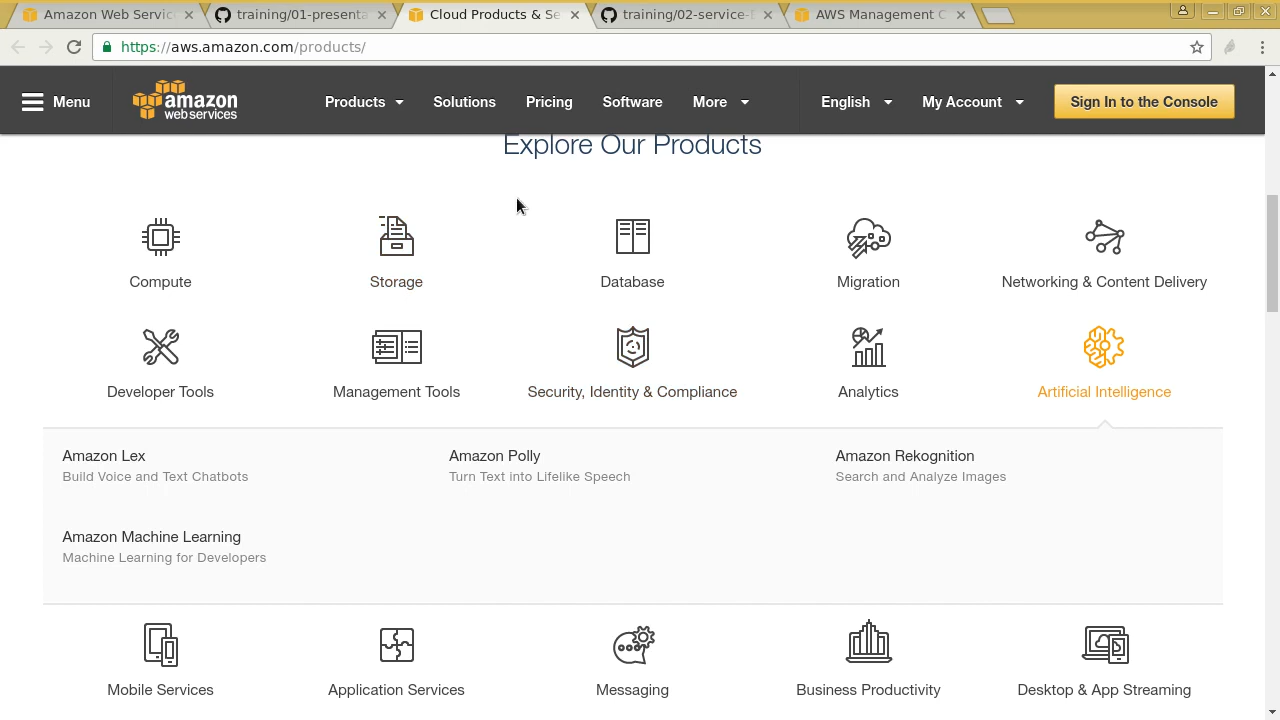 Amazon Web Servic
training/01-presenta
Cloud Products & Se
training/02-service-
AWS Management C
https://aws.amazon.com/products/
Menu
amazon
web services
Products
Solutions
Pricing
Software
More
English
My Account
Sign In to the Console
Explore Our Products
Compute
Storage
Database
Migration
Networking & Content Delivery
Developer Tools
Management Tools
Security, Identity & Compliance
Analytics
Artificial Intelligence
Amazon Lex
Build Voice and Text Chatbots
Amazon Polly
Turn Text into Lifelike Speech
Amazon Rekognition
Search and Analyze Images
Amazon Machine Learning
Machine Learning for Developers
Mobile Services
Application Services
Messaging
Business Productivity
Desktop & App Streaming